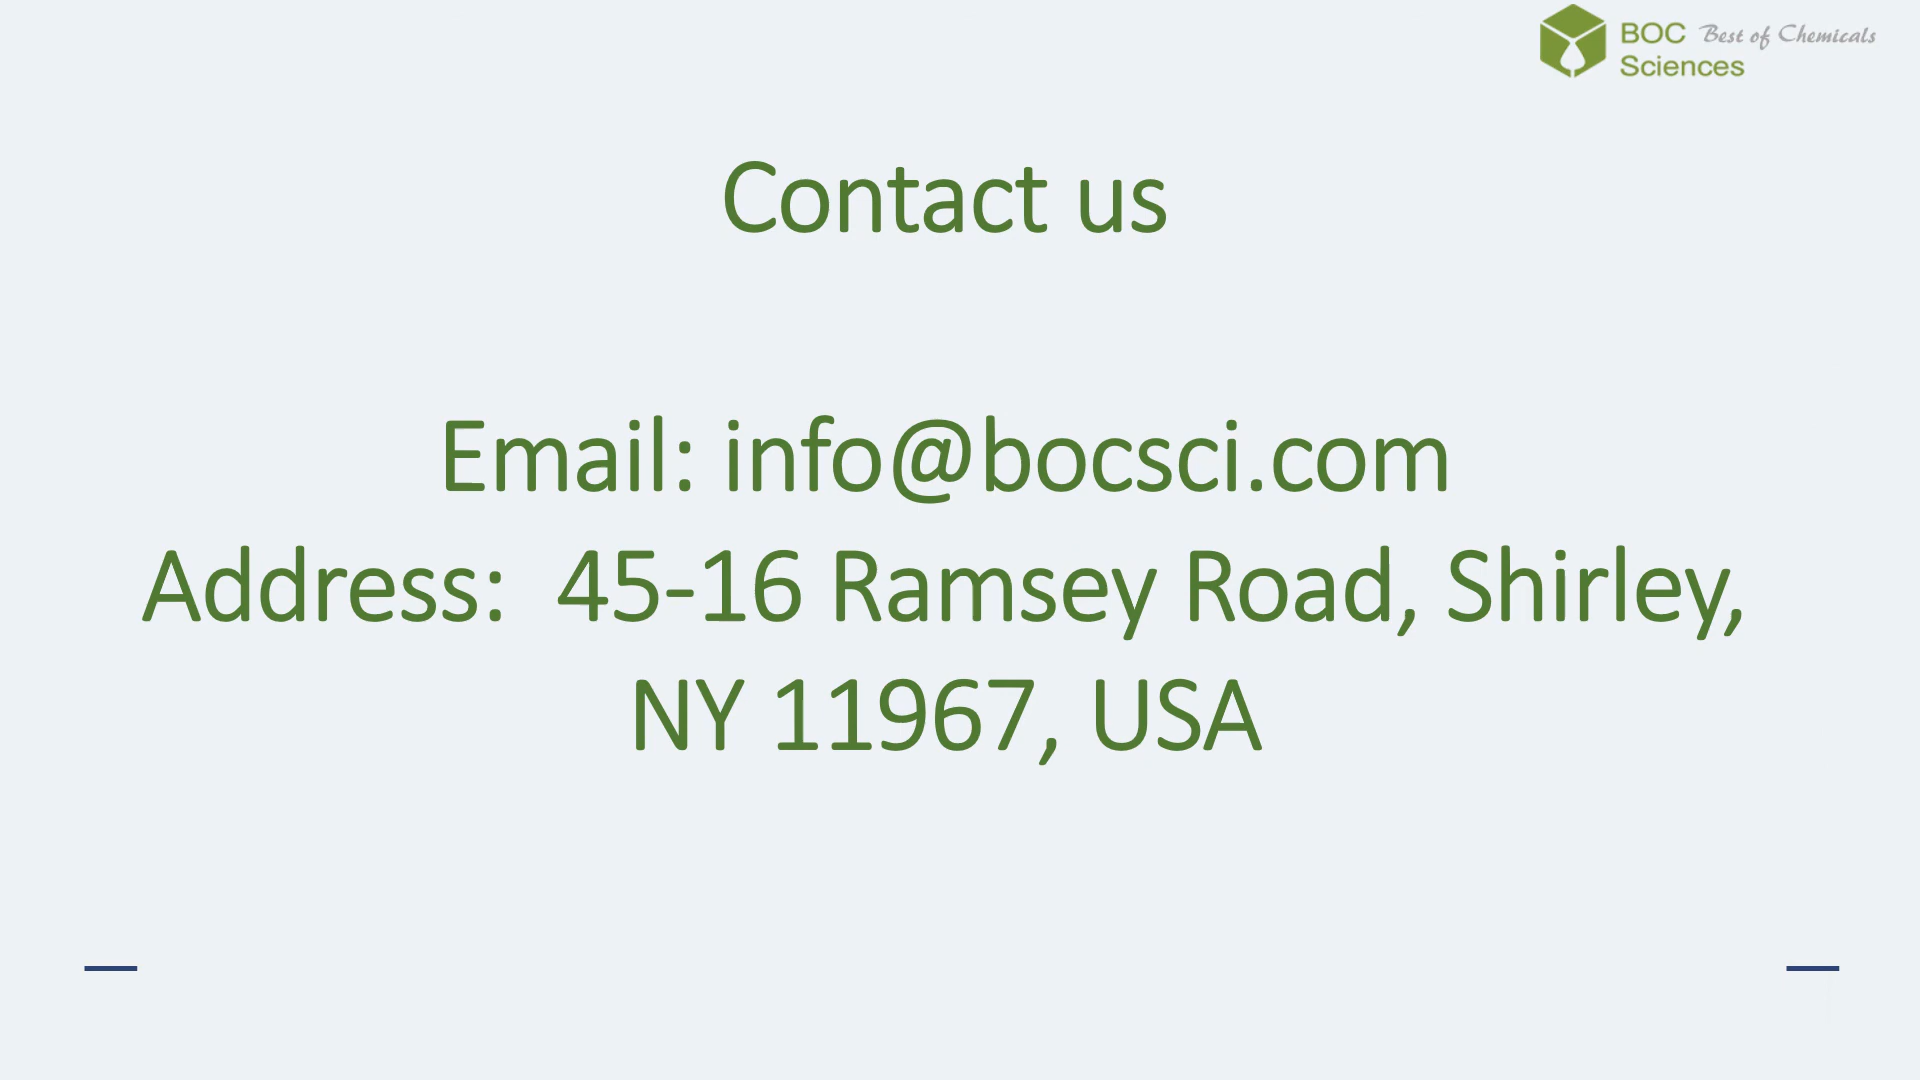 BOC Best of Chemicals
Sciences
Contact us
Email: info@bocsci.com
Address:  45-16 Ramsey Road, Shirley,
NY 11967, USA